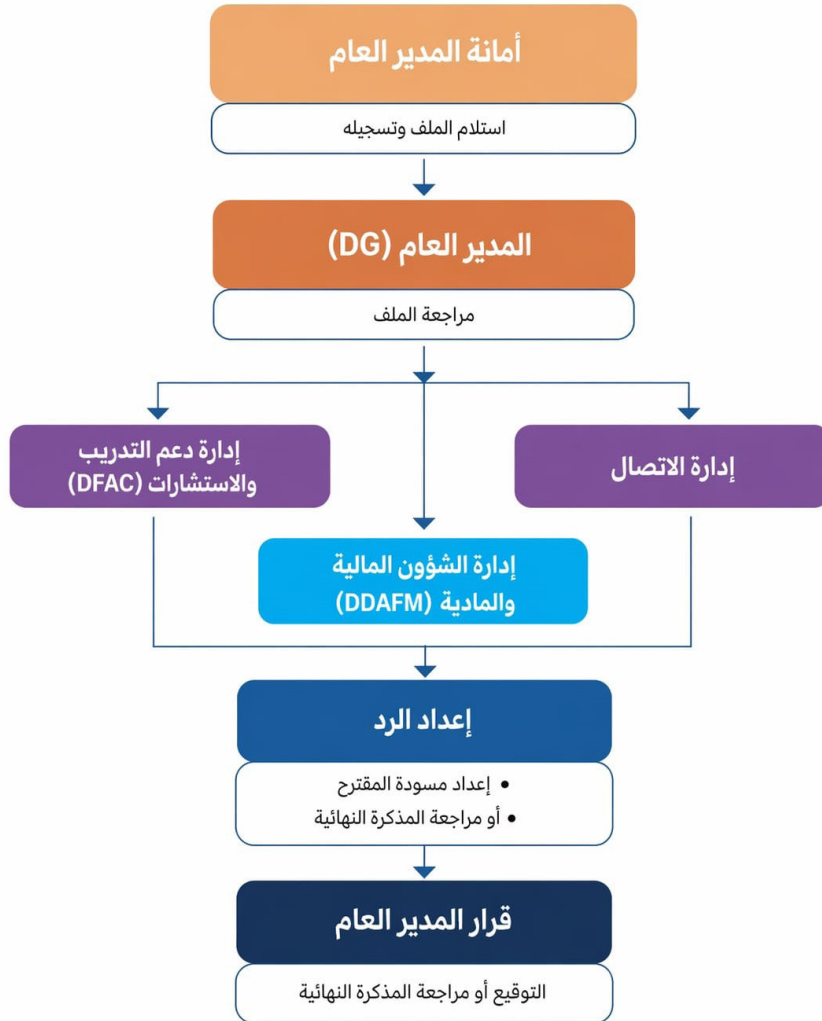 أمانة المدير العام
استلام الملف وتسجيله
المدير العام (DG)
مراجعة الملف
إدارة الاتصال
إدارة دعم التدريب
والاستشارات (DFAC)
إدارة الشؤون المالية
والمادية (DDAFM)
إعداد الرد
• إعداد مسودة المقترح
• أو مراجعة المذكرة النهائية
قرار المدير العام
التوقيع أو مراجعة المذكرة النهائية